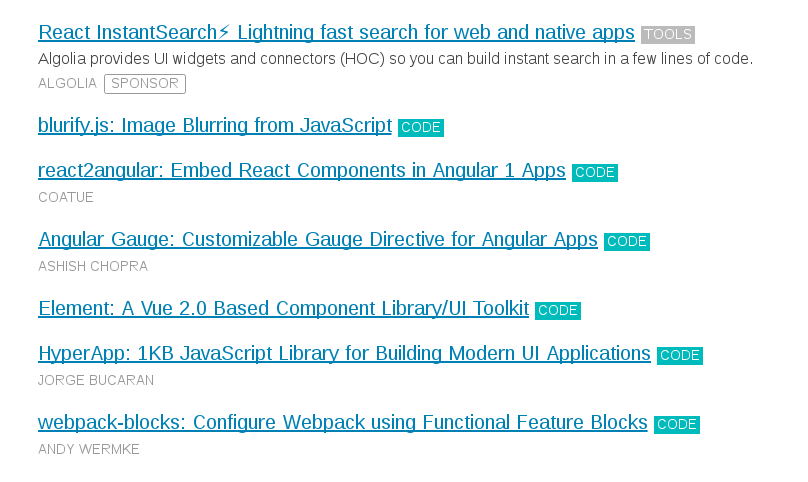 React InstantSearch⚡ Lightning fast search for web and native apps TOOLS
Algolia provides UI widgets and connectors (HOC) so you can build instant search in a few lines of code.
ALGOLIA SPONSOR
blurify.js: Image Blurring from JavaScript CODE
react2angular: Embed React Components in Angular 1 Apps CODE
COATUE
Angular Gauge: Customizable Gauge Directive for Angular Apps CODE
ASHISH CHOPRA
Element: A Vue 2.0 Based Component Library/UI Toolkit CODE
HyperApp: 1KB JavaScript Library for Building Modern UI Applications CODE
JORGE BUCARAN
webpack-blocks: Configure Webpack using Functional Feature Blocks CODE
ANDY WERMKE